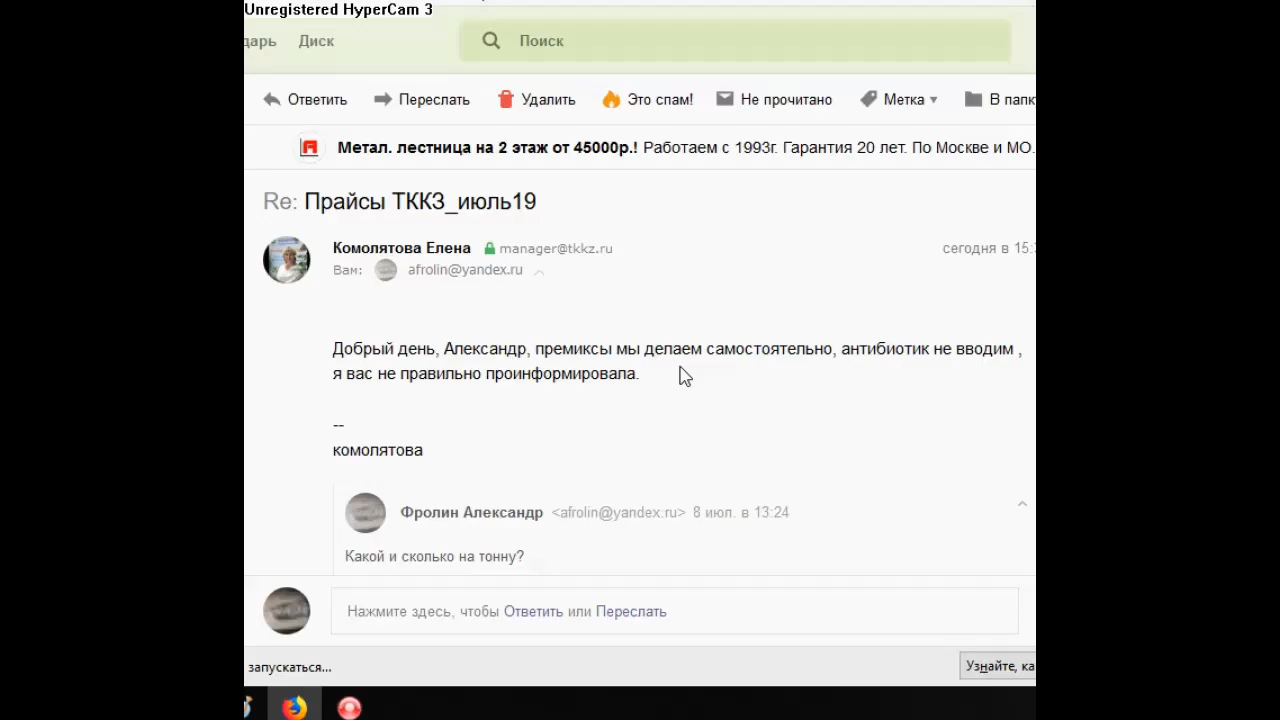 Unregistered HyperCam 3
дарь Диск Поиск
Ответить Переслать Удалить Это спам! Не прочитано Метка В папк
Метал. лестница на 2 этаж от 45000р.! Работаем с 1993г. Гарантия 20 лет. По Москве и МО.
Re: Прайсы ТККЗ_июль19
Комолятова Елена manager@tkkz.ru сегодня в 15:
Вам: afrolin@yandex.ru
Добрый день, Александр, премиксы мы делаем самостоятельно, антибиотик не вводим ,
я вас не правильно проинформировала.
--
комолятова
Фролин Александр <afrolin@yandex.ru> 8 июл. в 13:24
Какой и сколько на тонну?
Нажмите здесь, чтобы Ответить или Переслать
запускаться... Узнайте, ка